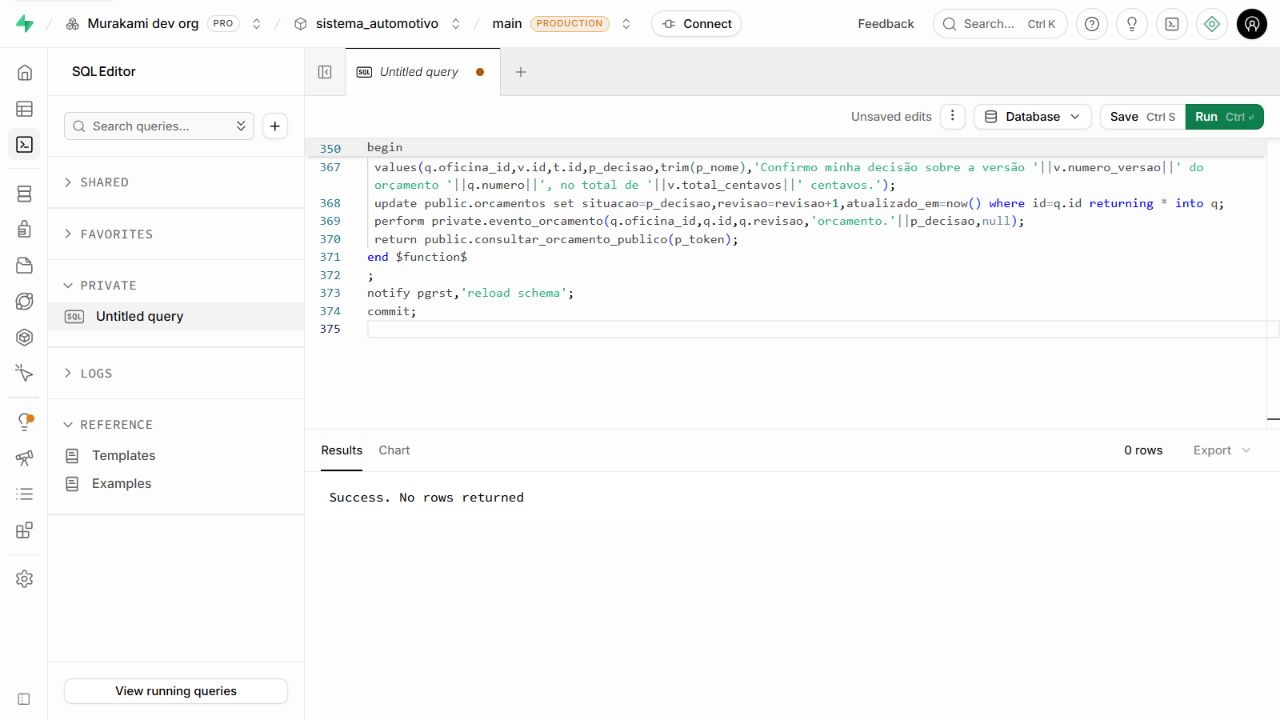 Murakami dev org PRO
sistema_automotivo
main PRODUCTION
Connect
Feedback
Search... Ctrl K
SQL Editor
SQL Untitled query
Search queries...
Unsaved edits
Database
Save Ctrl S
Run Ctrl ↵
SHARED
FAVORITES
PRIVATE
SQL Untitled query
LOGS
REFERENCE
Templates
Examples
View running queries
350 begin
367 values(q.oficina_id,v.id,t.id,p_decisao,trim(p_nome),'Confirmo minha decisão sobre a versão '||v.numero_versao||' do
orçamento '||q.numero||', no total de '||v.total_centavos||' centavos.');
368 update public.orcamentos set situacao=p_decisao,revisao=revisao+1,atualizado_em=now() where id=q.id returning * into q;
369 perform private.evento_orcamento(q.oficina_id,q.id,q.revisao,'orcamento.'||p_decisao,null);
370 return public.consultar_orcamento_publico(p_token);
371 end $function$
372 ;
373 notify pgrst,'reload schema';
374 commit;
375
Results
Chart
0 rows
Export
Success. No rows returned